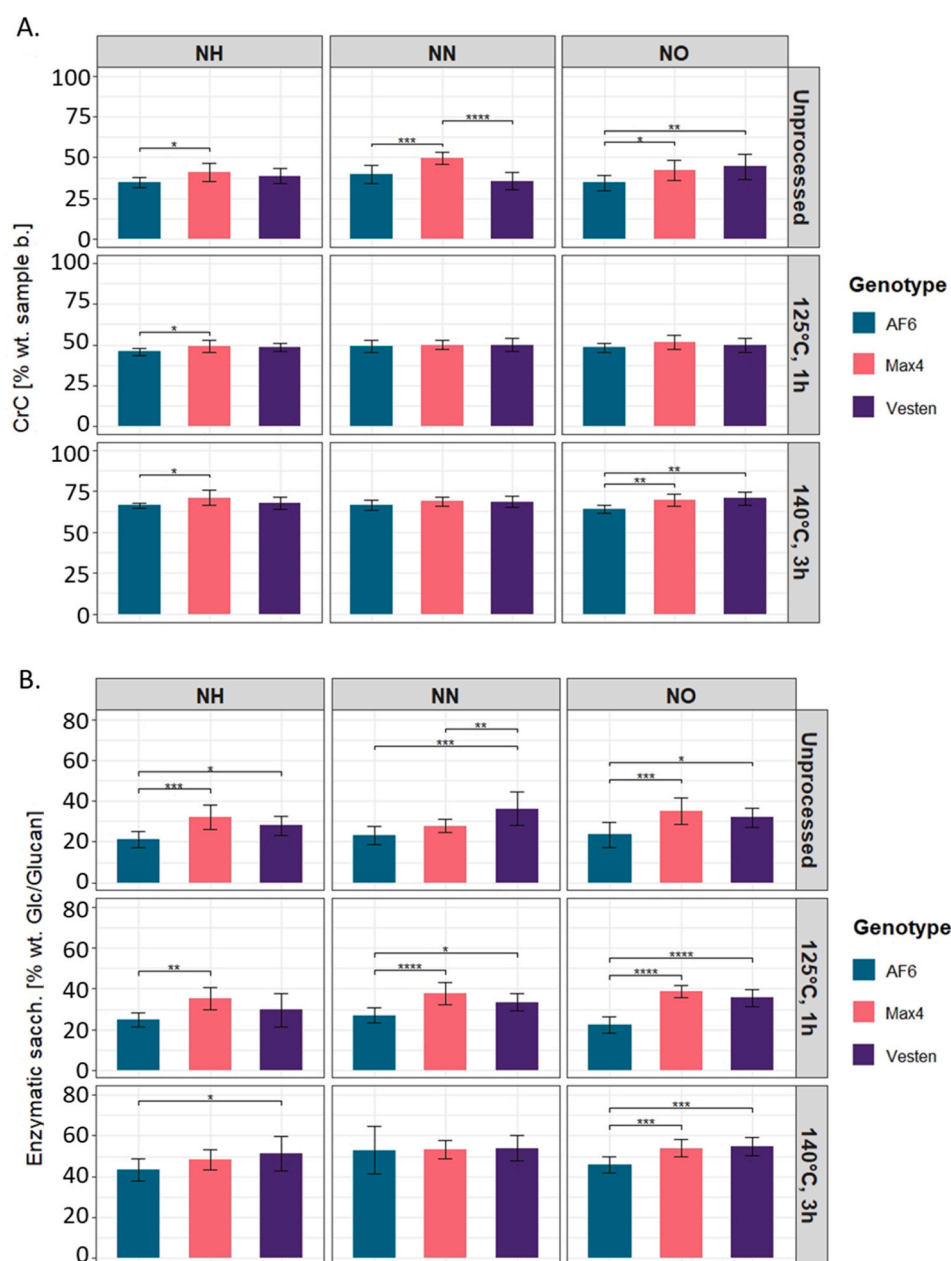 A.
NH NN NO
100
75
50
25
0
* *** **** * **
Unprocessed
100
75
50
25
0
*
125°C, 1h
100
75
50
25
0
* ** **
140°C, 3h
CrC [% wt. sample b.]
Genotype
AF6
Max4
Vesten
B.
NH NN NO
80
60
40
20
0
*** * *** ** *** *
Unprocessed
80
60
40
20
0
** **** * **** ****
125°C, 1h
80
60
40
20
0
* *** ***
140°C, 3h
Enzymatic sacch. [% wt. Glc/Glucan]
Genotype
AF6
Max4
Vesten